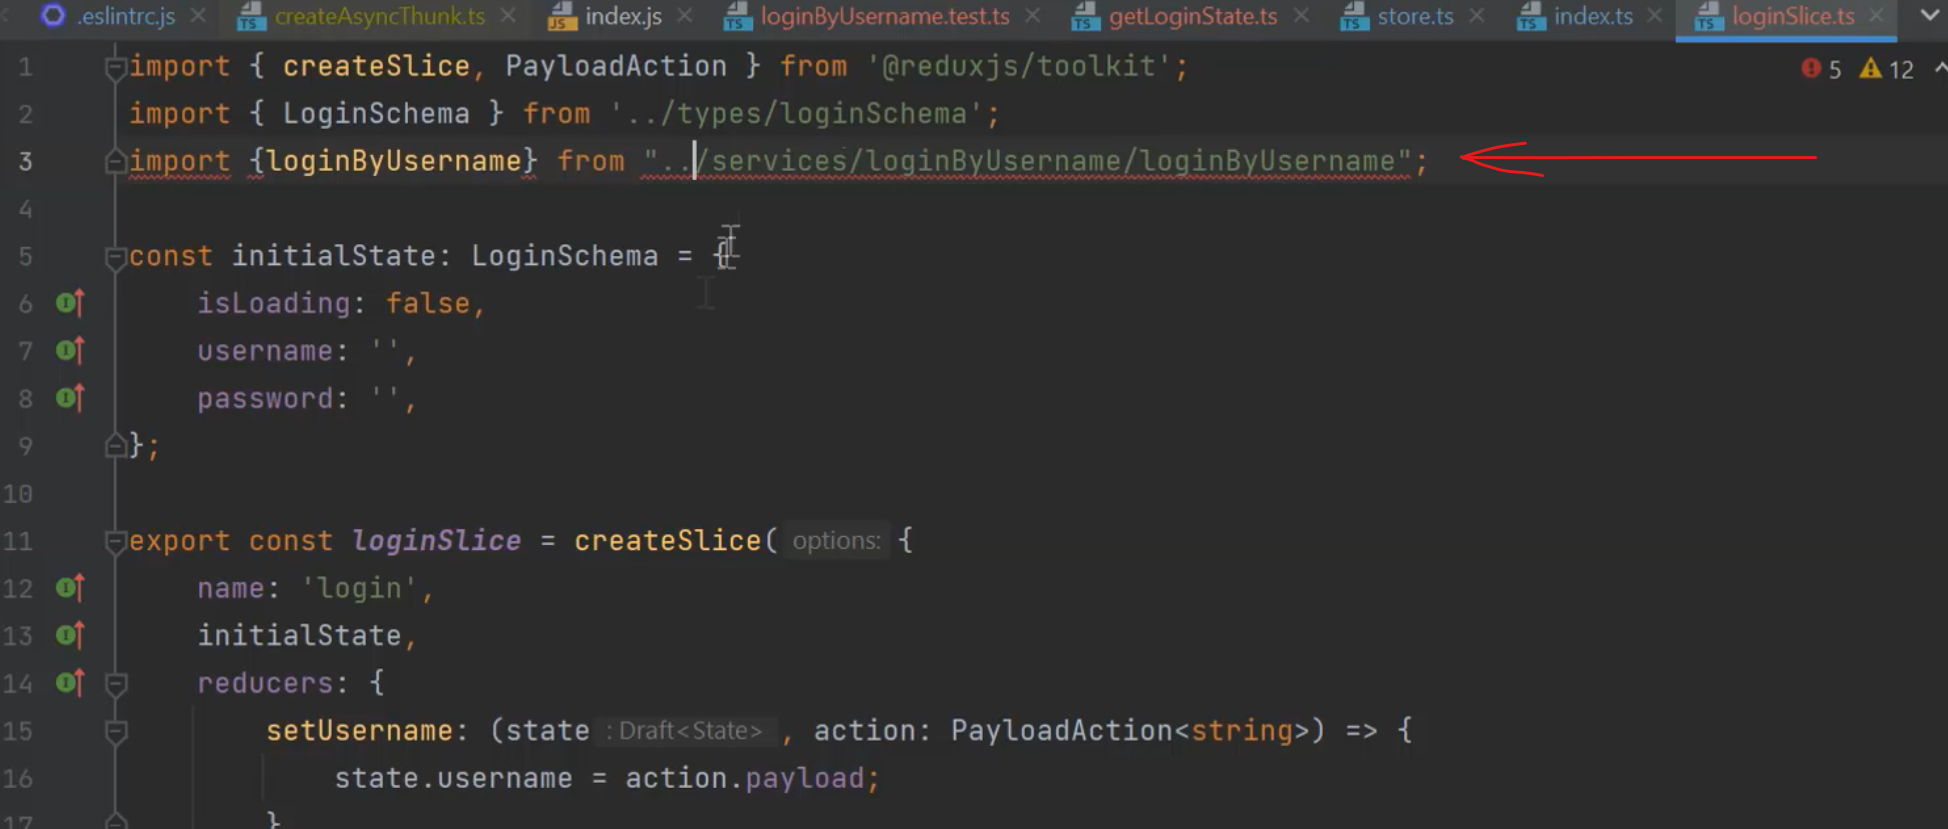 .eslintrc.js createAsyncThunk.ts index.js loginByUsername.test.ts getLoginState.ts store.ts index.ts loginSlice.ts
1 import { createSlice, PayloadAction } from '@reduxjs/toolkit'; 5 12
2 import { LoginSchema } from '../types/loginSchema';
3 import {loginByUsername} from "../services/loginByUsername/loginByUsername";
4
5 const initialState: LoginSchema = {
6 isLoading: false,
7 username: '',
8 password: '',
9 };
10
11 export const loginSlice = createSlice( options: {
12 name: 'login',
13 initialState,
14 reducers: {
15 setUsername: (state : Draft<State> , action: PayloadAction<string>) => {
16 state.username = action.payload;
17 }